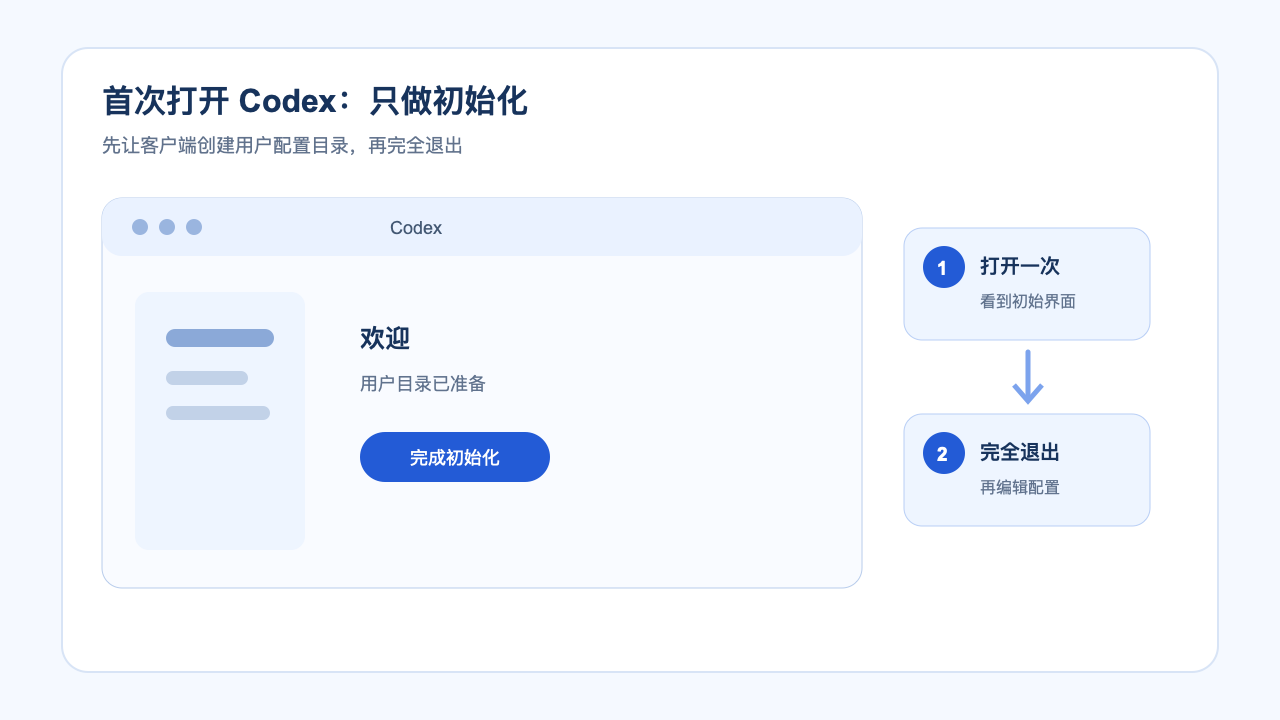 首次打开 Codex：只做初始化
先让客户端创建用户配置目录，再完全退出
Codex
欢迎
用户目录已准备
完成初始化
1
打开一次
看到初始界面
2
完全退出
再编辑配置